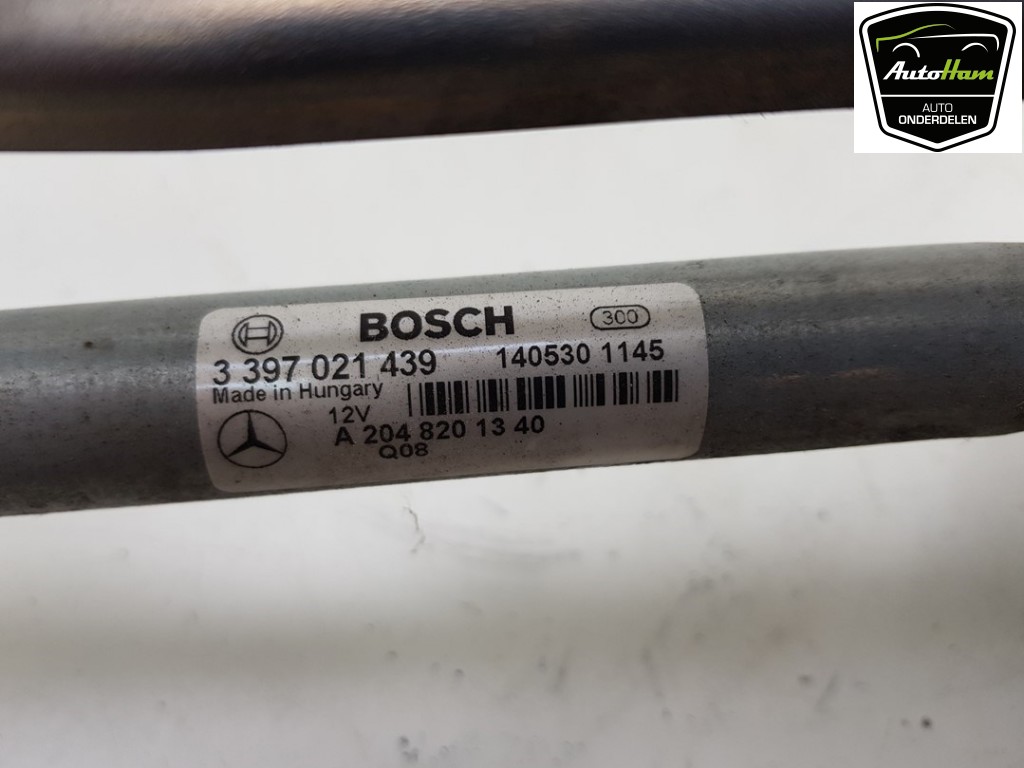 AutoHam
AUTO
ONDERDELEN
BOSCH 300
3 397 021 439 140530 1145
Made in Hungary
12V
A 204 820 13 40
Q08